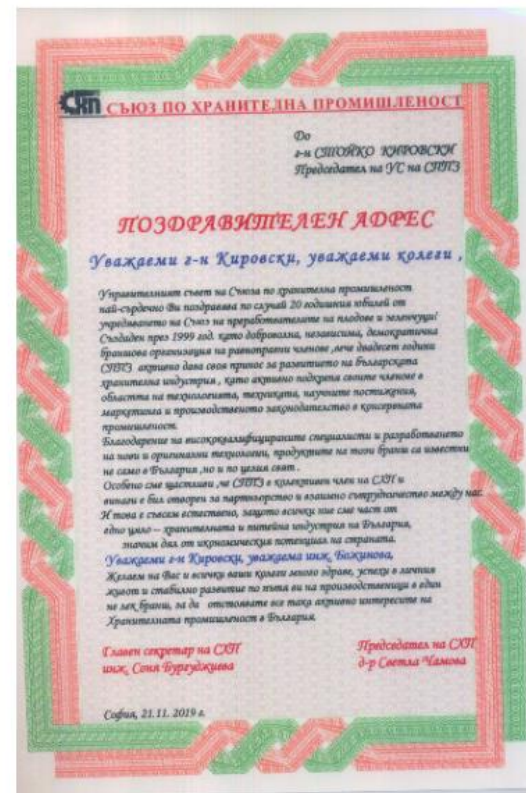 СХП СЪЮЗ ПО ХРАНИТЕЛНА ПРОМИШЛЕНОСТ
До
г-н СТОЙКО КИРОВСКИ
Председател на УС на СППЗ
ПОЗДРАВИТЕЛЕН АДРЕС
Уважаеми г-н Кировски, уважаеми колеги ,
Управителният съвет на Съюза по хранителна промишленост
най-сърдечно Ви поздравява по случай 20 годишния юбилей от
учредяването на Съюз на преработвателите на плодове и зеленчуци!
Създаден през 1999 год. като доброволна, независима, демократична
браншова организация на равноправни членове ,вече двадесет години
СППЗ активно дава своя принос за развитието на българската
хранителна индустрия , като активно подкрепя своите членове в
областта на технологията, техниката, научните постижения,
маркетинга и производственото законодателство в консервната
промишленост.
Благодарение на висококвалифицираните специалисти и разработването
на нови и оригинални технологии, продуктите на този бранш са известни
не само в България ,но и по целия свят .
Особено сме щастливи ,че СППЗ е колективен член на СХП и
винаги е бил отворен за партньорство и взаимно сътрудничество между нас.
И това е съвсем естествено, защото всички ние сме част от
едно цяло – хранителната и питейна индустрия на България,
значим дял от икономическия потенциал на страната.
Уважаеми г-н Кировски, уважаема инж. Божинова,
Желаем на Вас и всички ваши колеги много здраве, успехи в личния
живот и стабилно развитие по пътя ви на производственици в един
не лек бранш, за да отстоявате все така активно интересите на
Хранителната промишленост в България.
Главен секретар на СХП
инж. Соня Бургуджиева
Председател на СХП
д-р Светла Чамова
София, 21.11. 2019 г.